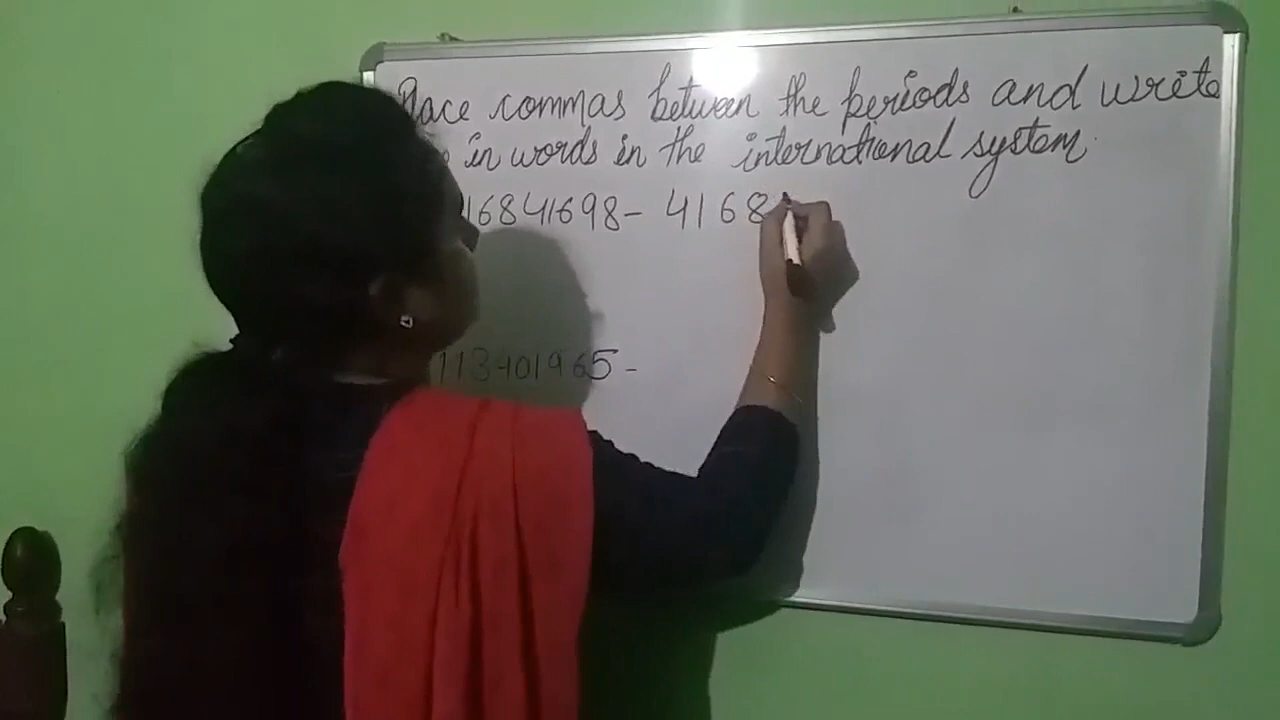 Place commas between the periods and write
in words in the international system.
16841698 - 4168
113401965 -